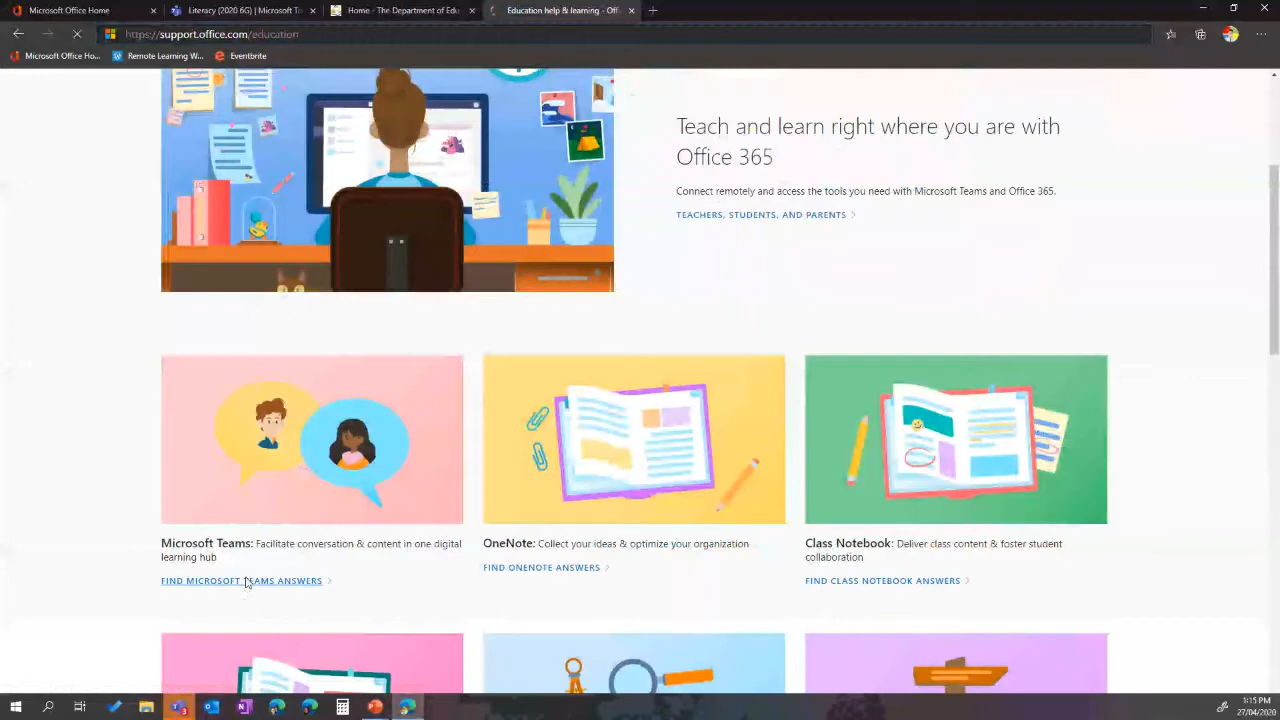 Microsoft Office Home
Literacy (2020 6G) | Microsoft Te
Home - The Department of Edu
Education help & learning - Offi
https://support.office.com/education
Microsoft Office Ho...
Remote Learning W...
Eventbrite
Teach and learn right where you are with
Office 365
Connect remotely and access the tools you need with Microsoft Teams and Office 365.
TEACHERS, STUDENTS, AND PARENTS
Microsoft Teams: Facilitate conversation & content in one digital
learning hub
FIND MICROSOFT TEAMS ANSWERS
OneNote: Collect your ideas & optimize your organization
FIND ONENOTE ANSWERS
Class Notebook: Deliver class content & foster student
collaboration
FIND CLASS NOTEBOOK ANSWERS
1:15 PM
27/04/2020